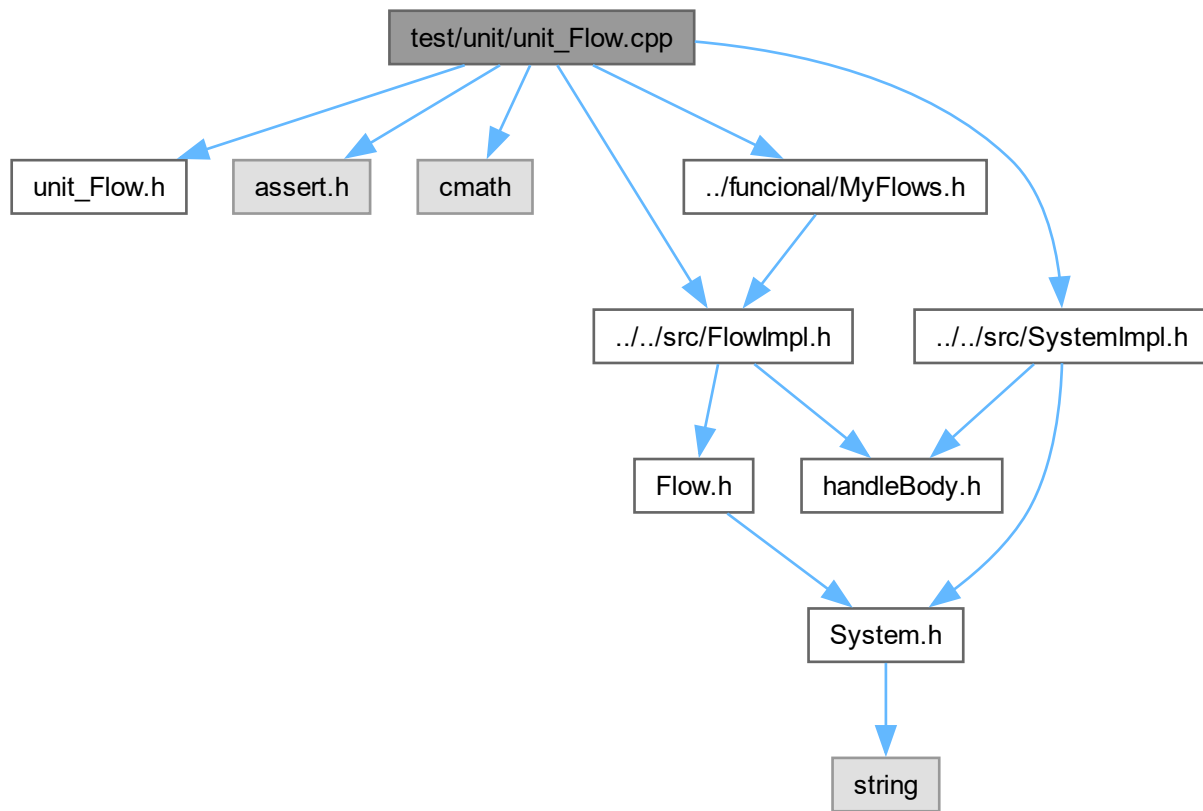 test/unit/unit_Flow.cpp
unit_Flow.h
assert.h
cmath
../funcional/MyFlows.h
../../src/FlowImpl.h
../../src/SystemImpl.h
Flow.h
handleBody.h
System.h
string